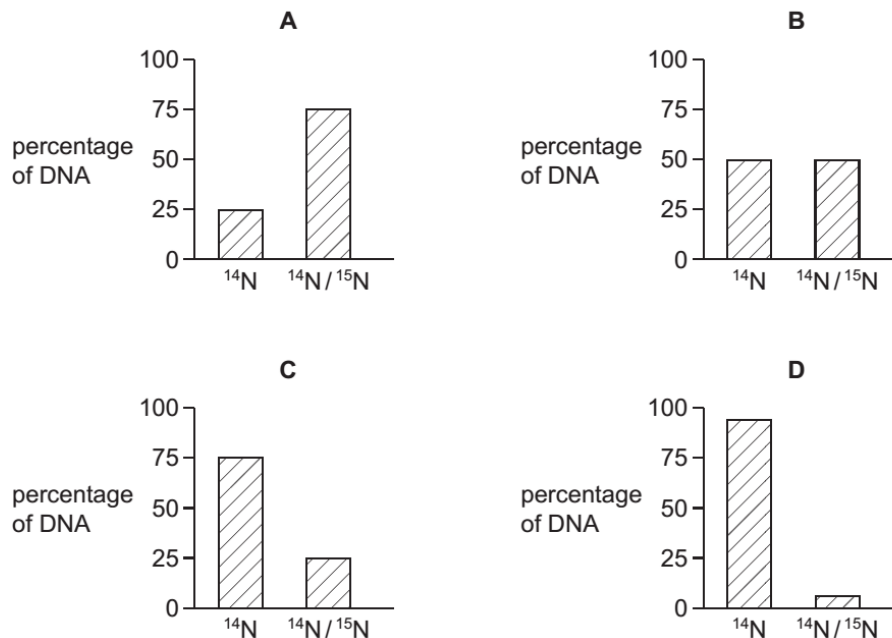 A
100
75
50
25
0
percentage
of DNA
¹⁴N
¹⁴N / ¹⁵N
B
100
75
50
25
0
percentage
of DNA
¹⁴N
¹⁴N / ¹⁵N
C
100
75
50
25
0
percentage
of DNA
¹⁴N
¹⁴N / ¹⁵N
D
100
75
50
25
0
percentage
of DNA
¹⁴N
¹⁴N / ¹⁵N